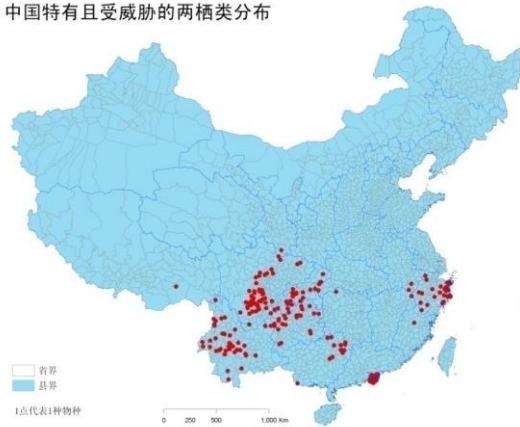 中国特有且受威胁的两栖类分布
省界
县界
1点代表1种物种
0 250 500 1,000 Km